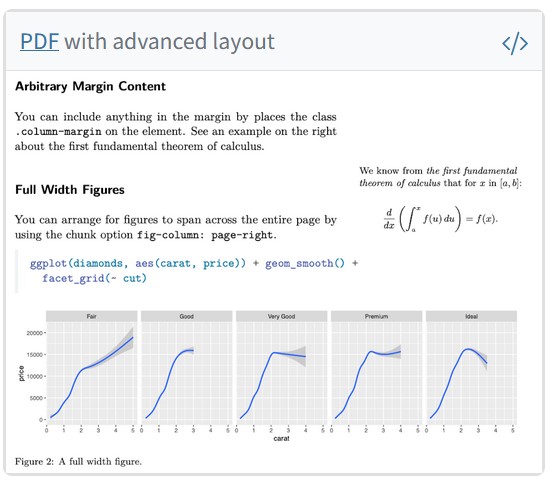 PDF with advanced layout
</>
Arbitrary Margin Content
You can include anything in the margin by places the class
.column-margin on the element. See an example on the right
about the first fundamental theorem of calculus.
We know from the first fundamental
theorem of calculus that for x in [a, b]:
d/dx (∫_a^x f(u) du) = f(x).
Full Width Figures
You can arrange for figures to span across the entire page by
using the chunk option fig-column: page-right.
ggplot(diamonds, aes(carat, price)) + geom_smooth() +
facet_grid(~ cut)
Fair Good Very Good Premium Ideal
price
20000
15000
10000
5000
0
0 1 2 3 4 5 0 1 2 3 4 5 0 1 2 3 4 5 0 1 2 3 4 5 0 1 2 3 4 5
carat
Figure 2: A full width figure.